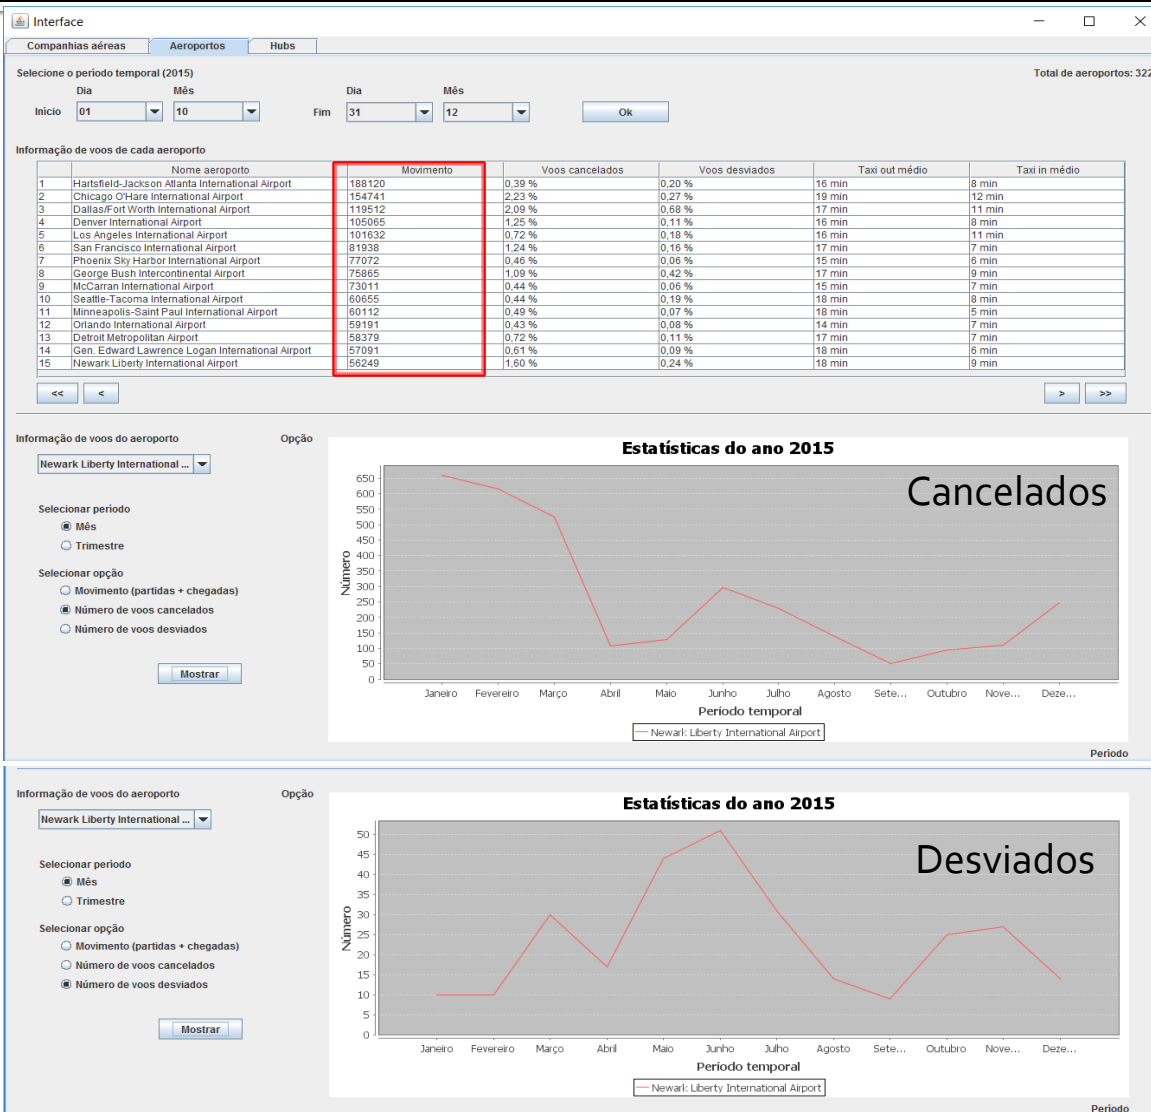 Interface
Companhias aéreas Aeroportos Hubs
Selecione o período temporal (2015) Total de aeroportos: 322
Dia Mês Dia Mês
Início 01 10 Fim 31 12 Ok
Informação de voos de cada aeroporto
Nome aeroporto Movimento Voos cancelados Voos desviados Taxi out médio Taxi in médio
1 Hartsfield-Jackson Atlanta International Airport 188120 0,39 % 0,20 % 16 min 8 min
2 Chicago O'Hare International Airport 154741 2,23 % 0,27 % 19 min 12 min
3 Dallas/Fort Worth International Airport 119512 2,09 % 0,68 % 17 min 11 min
4 Denver International Airport 105065 1,25 % 0,11 % 16 min 8 min
5 Los Angeles International Airport 101632 0,72 % 0,18 % 16 min 11 min
6 San Francisco International Airport 81938 1,24 % 0,16 % 17 min 7 min
7 Phoenix Sky Harbor International Airport 77072 0,46 % 0,06 % 15 min 6 min
8 George Bush Intercontinental Airport 75865 1,09 % 0,42 % 17 min 9 min
9 McCarran International Airport 73011 0,44 % 0,06 % 15 min 7 min
10 Seattle-Tacoma International Airport 60655 0,44 % 0,19 % 18 min 8 min
11 Minneapolis-Saint Paul International Airport 60112 0,49 % 0,07 % 18 min 5 min
12 Orlando International Airport 59191 0,43 % 0,08 % 14 min 7 min
13 Detroit Metropolitan Airport 58379 0,72 % 0,11 % 17 min 7 min
14 Gen. Edward Lawrence Logan International Airport 57091 0,61 % 0,09 % 18 min 6 min
15 Newark Liberty International Airport 56249 1,60 % 0,24 % 18 min 9 min
<< < > >>
Informação de voos do aeroporto Opção
Newark Liberty International ...
Selecionar período
Mês
Trimestre
Selecionar opção
Movimento (partidas + chegadas)
Número de voos cancelados
Número de voos desviados
Mostrar
Estatísticas do ano 2015
Cancelados
Número
650
600
550
500
450
400
350
300
250
200
150
100
50
0
Janeiro Fevereiro Março Abril Maio Junho Julho Agosto Sete... Outubro Nove... Deze...
Período temporal
Newark Liberty International Airport
Período
Informação de voos do aeroporto Opção
Newark Liberty International ...
Selecionar período
Mês
Trimestre
Selecionar opção
Movimento (partidas + chegadas)
Número de voos cancelados
Número de voos desviados
Mostrar
Estatísticas do ano 2015
Desviados
Número
50
45
40
35
30
25
20
15
10
5
0
Janeiro Fevereiro Março Abril Maio Junho Julho Agosto Sete... Outubro Nove... Deze...
Período temporal
Newark Liberty International Airport
Período